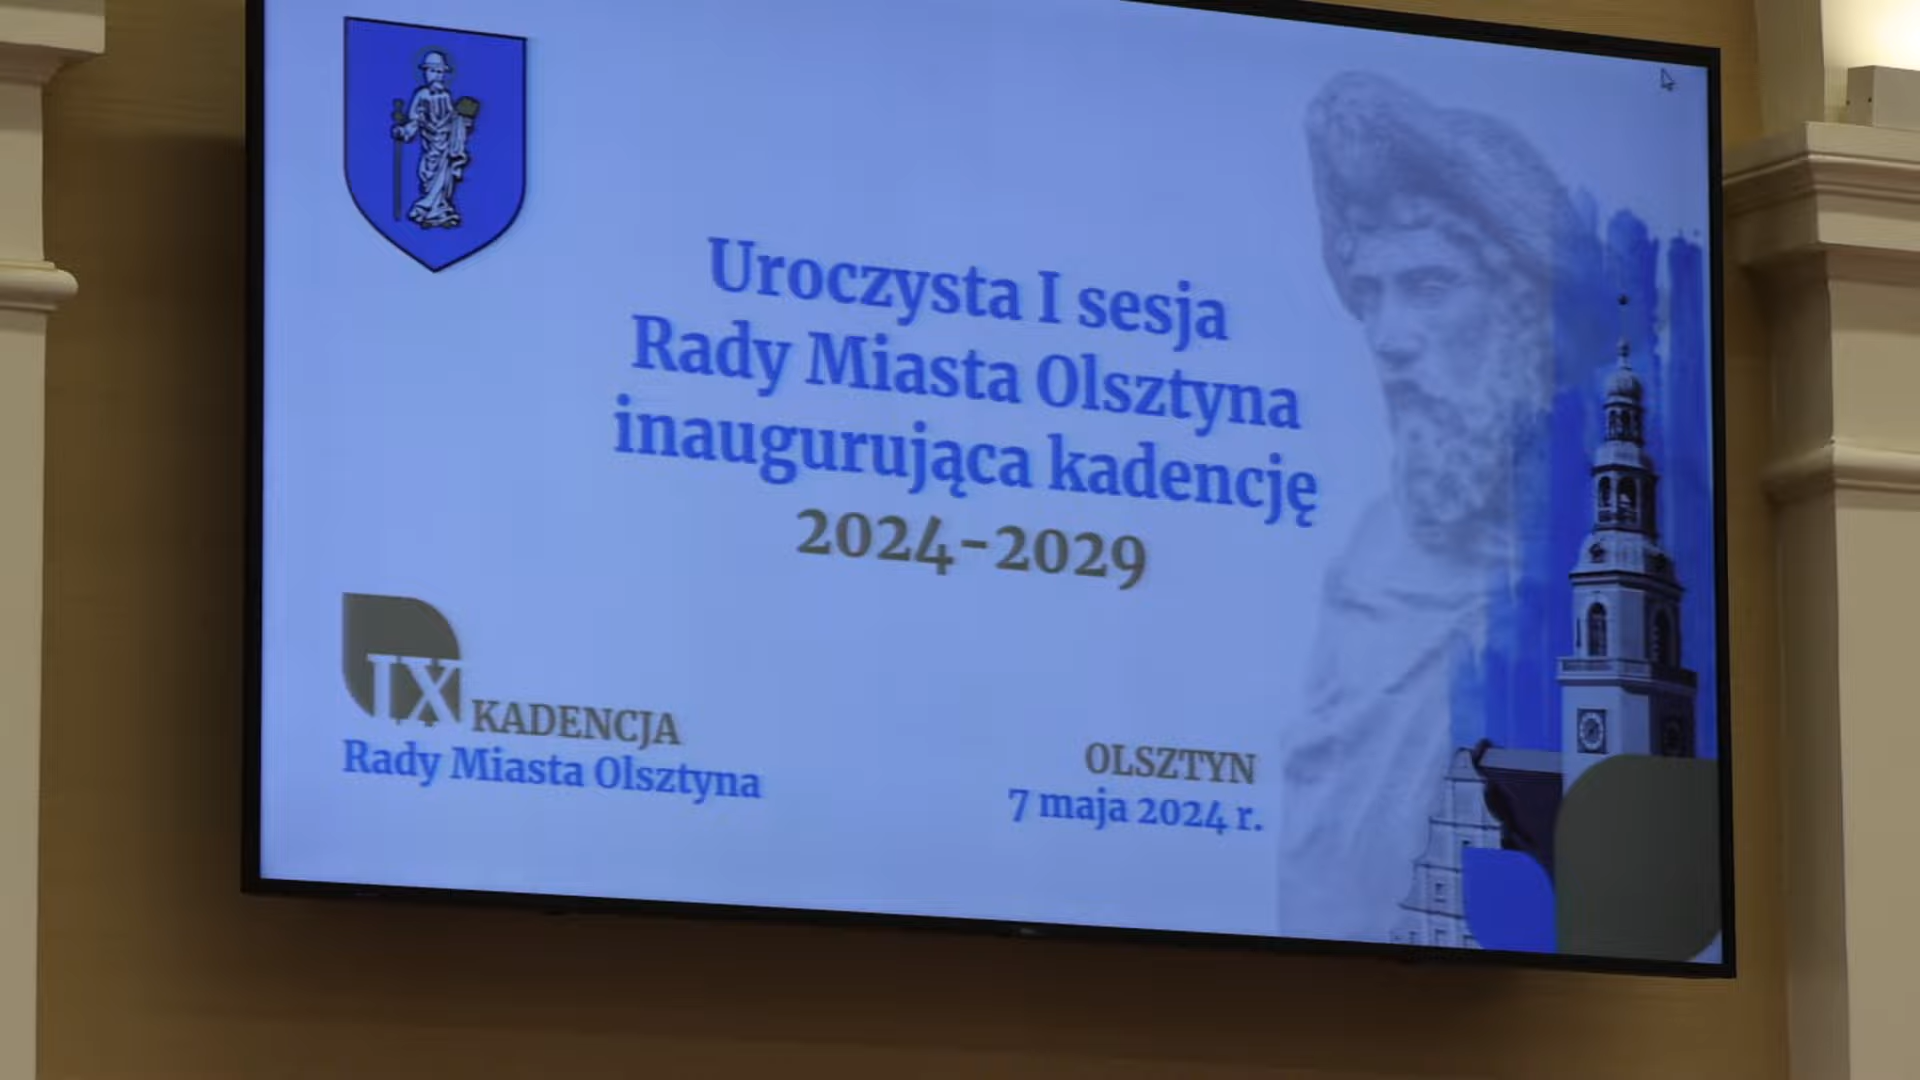 Uroczysta I sesja
Rady Miasta Olsztyna
inaugurująca kadencję
2024-2029
IX KADENCJA
Rady Miasta Olsztyna
OLSZTYN
7 maja 2024 r.